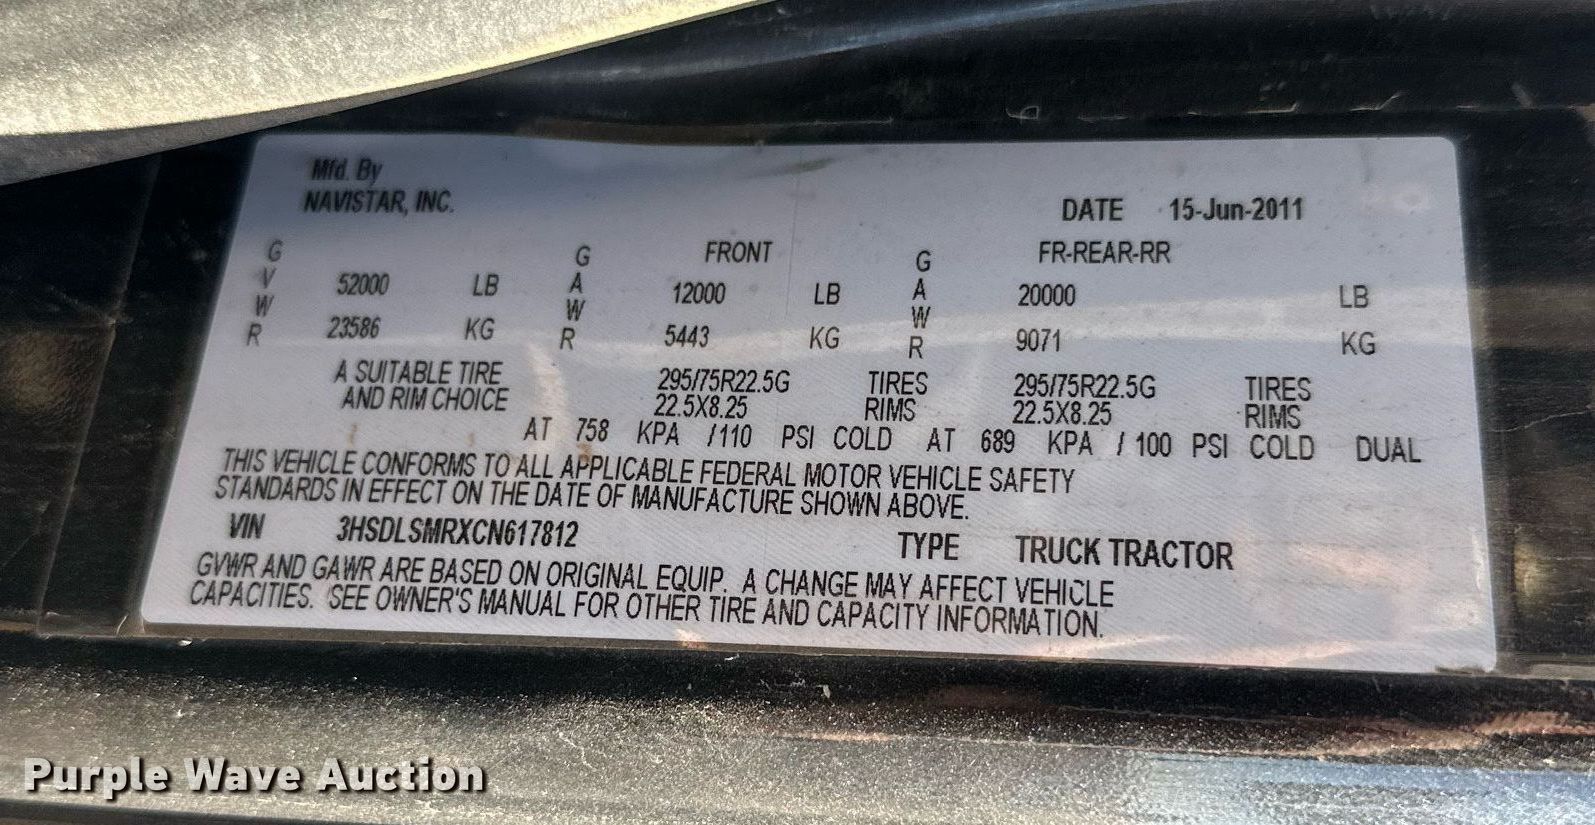 Mfd. By
NAVISTAR, INC.
DATE 15-Jun-2011
GVWR 52000 LB GAWR FRONT 12000 LB GAWR FR-REAR-RR 20000 LB
23586 KG 5443 KG 9071 KG
A SUITABLE TIRE 295/75R22.5G TIRES 295/75R22.5G TIRES
AND RIM CHOICE 22.5X8.25 RIMS 22.5X8.25 RIMS
AT 758 KPA /110 PSI COLD AT 689 KPA / 100 PSI COLD DUAL
THIS VEHICLE CONFORMS TO ALL APPLICABLE FEDERAL MOTOR VEHICLE SAFETY
STANDARDS IN EFFECT ON THE DATE OF MANUFACTURE SHOWN ABOVE.
VIN 3HSDLSMRXCN617812 TYPE TRUCK TRACTOR
GVWR AND GAWR ARE BASED ON ORIGINAL EQUIP. A CHANGE MAY AFFECT VEHICLE
CAPACITIES. SEE OWNER'S MANUAL FOR OTHER TIRE AND CAPACITY INFORMATION.
Purple Wave Auction